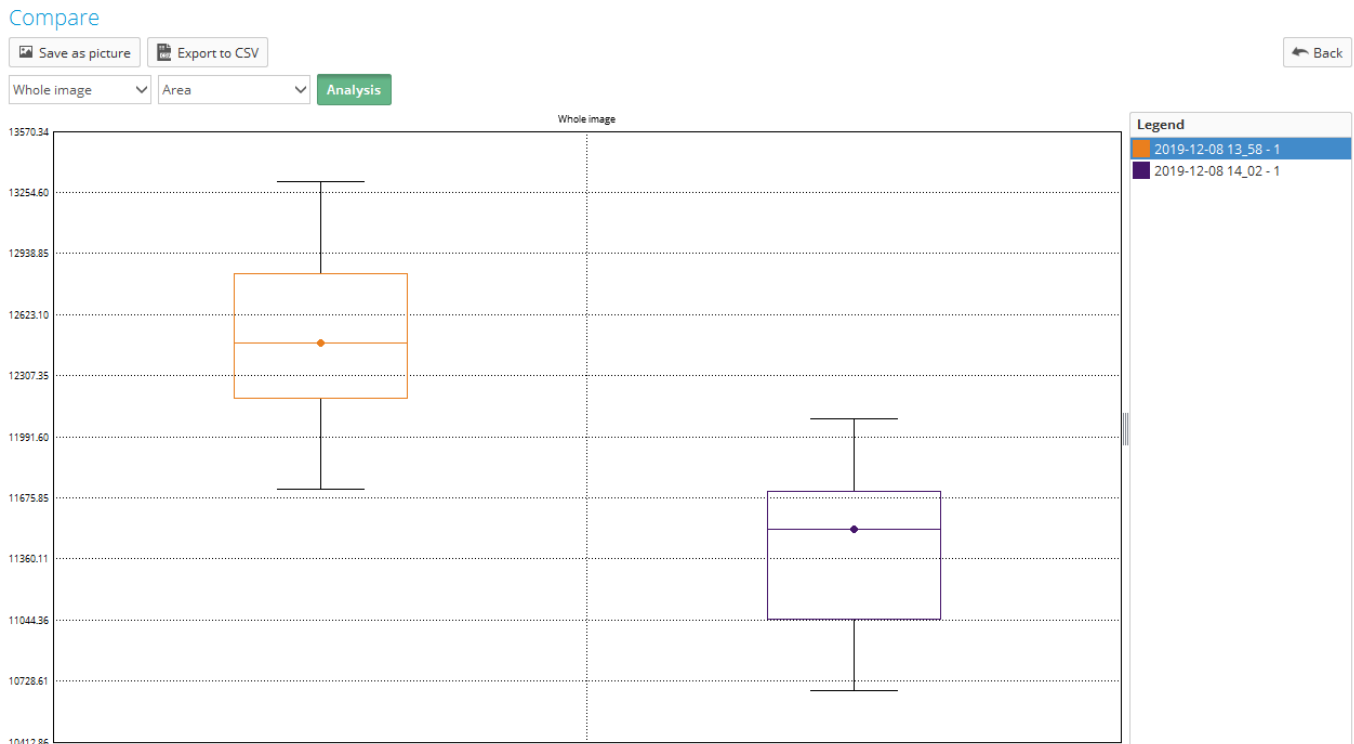 Compare
Save as picture Export to CSV Back
Whole image Area Analysis
Whole image
Legend
2019-12-08 13_58 - 1
2019-12-08 14_02 - 1
13570.34
13254.60
12938.85
12623.10
12307.35
11991.60
11675.85
11360.11
11044.36
10728.61
10412.86